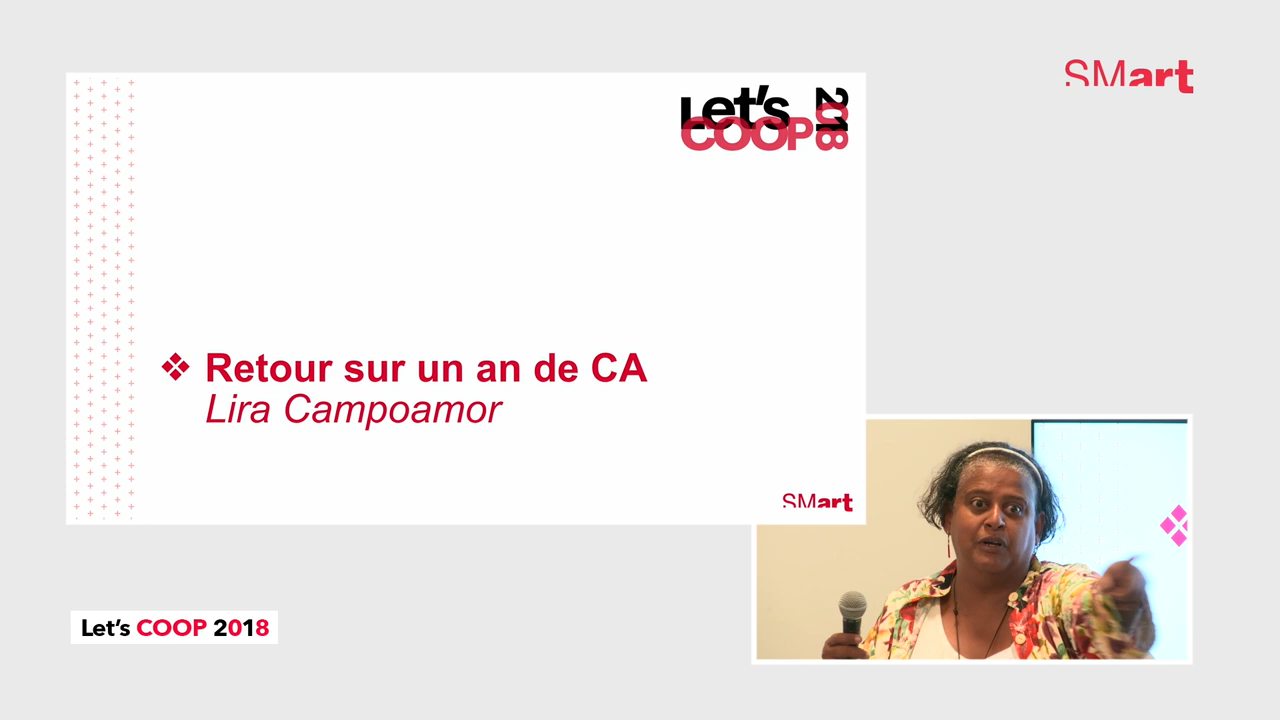 SMart
Let's
COOP
2018
❖ Retour sur un an de CA
Lira Campoamor
SMart
Let's COOP 2018